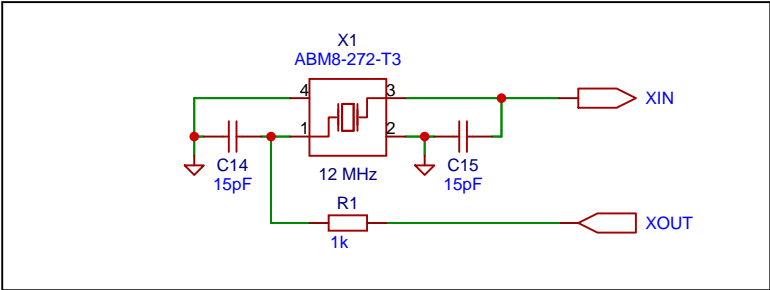 X1
ABM8-272-T3
4
3
XIN
1
2
C14
15pF
12 MHz
C15
15pF
R1
1k
XOUT